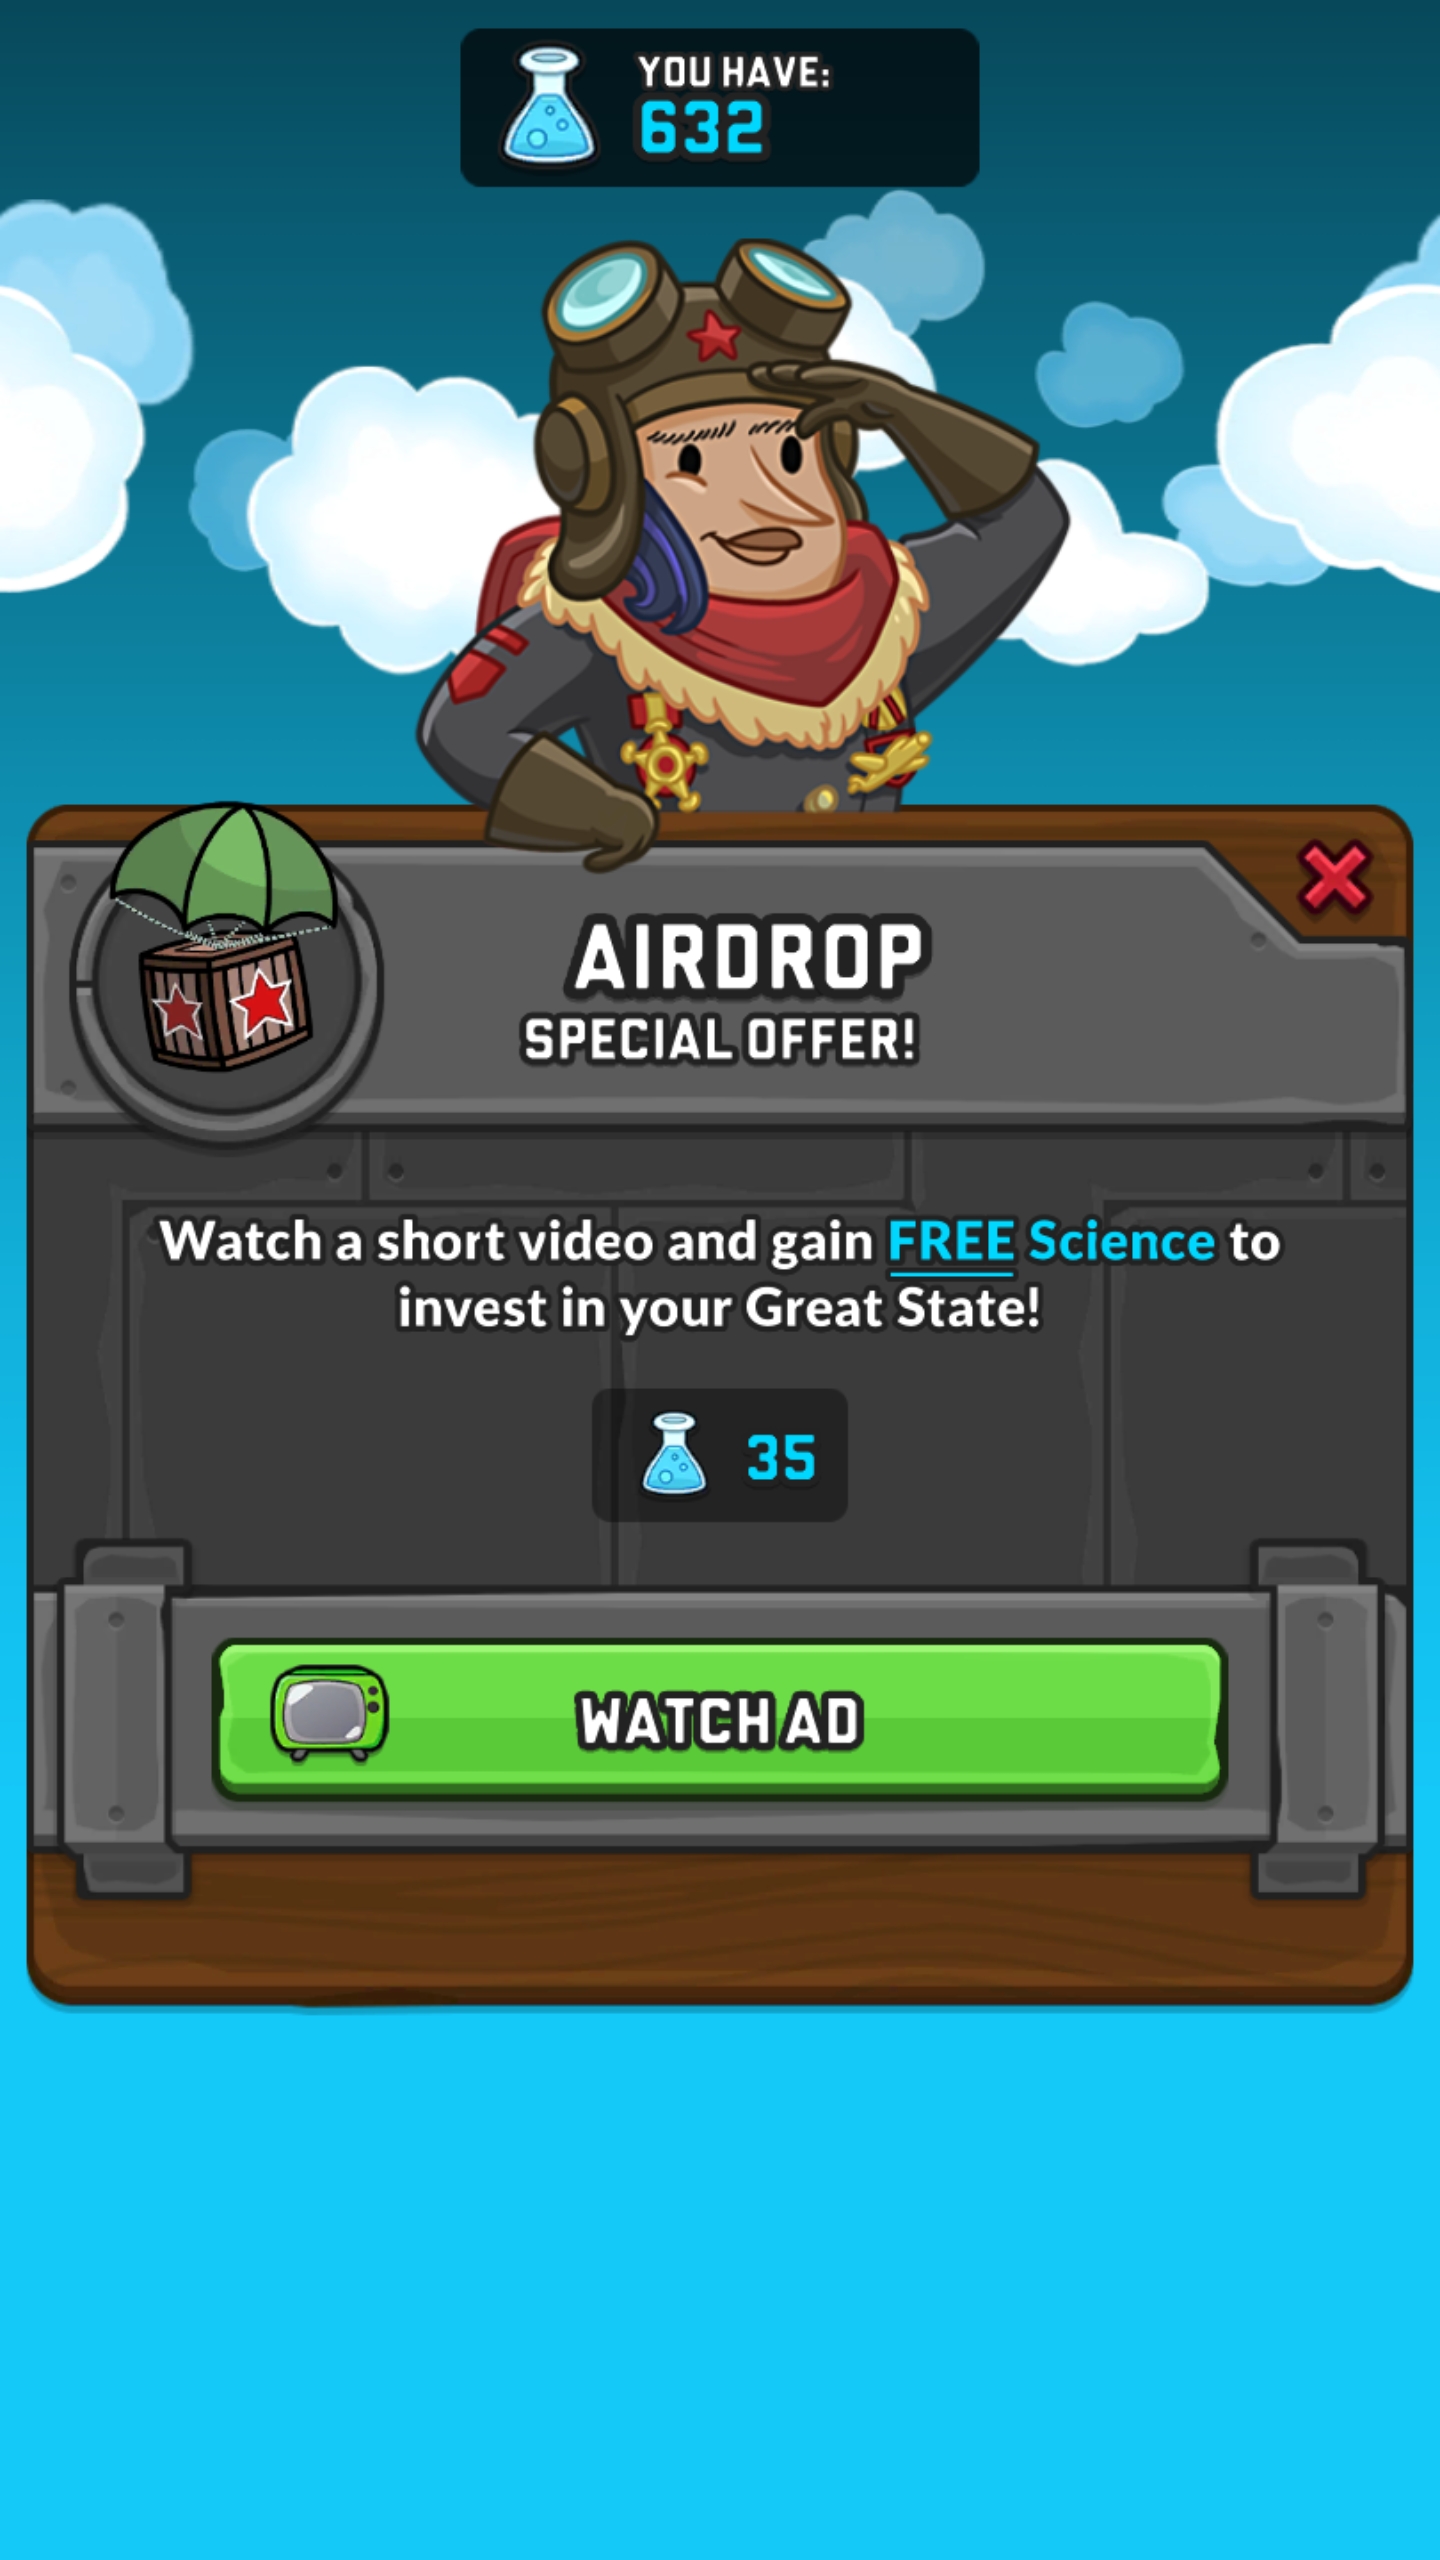 YOU HAVE:
632
AIRDROP
SPECIAL OFFER!
Watch a short video and gain FREE Science to
invest in your Great State!
35
WATCH AD